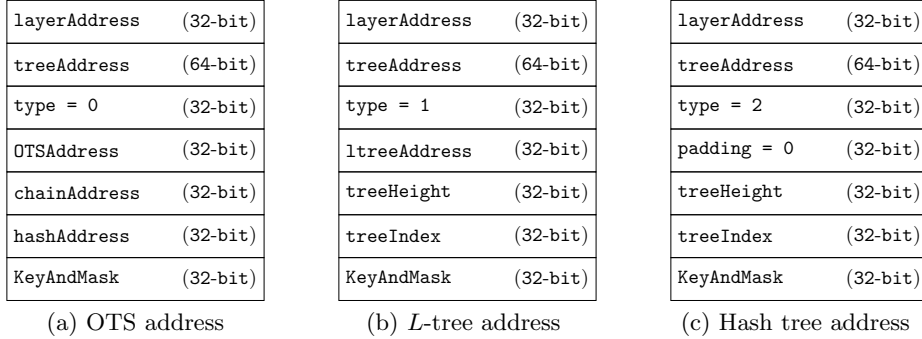 layerAddress (32-bit) layerAddress (32-bit) layerAddress (32-bit)
treeAddress (64-bit) treeAddress (64-bit) treeAddress (64-bit)
type = 0 (32-bit) type = 1 (32-bit) type = 2 (32-bit)
OTSAddress (32-bit) ltreeAddress (32-bit) padding = 0 (32-bit)
chainAddress (32-bit) treeHeight (32-bit) treeHeight (32-bit)
hashAddress (32-bit) treeIndex (32-bit) treeIndex (32-bit)
KeyAndMask (32-bit) KeyAndMask (32-bit) KeyAndMask (32-bit)
(a) OTS address (b) L-tree address (c) Hash tree address